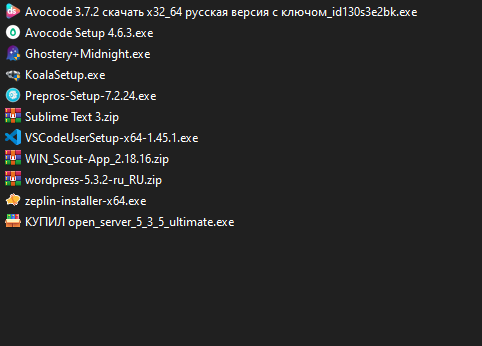 Avocode 3.7.2 скачать x32_64 русская версия с ключом_id130s3e2bk.exe
Avocode Setup 4.6.3.exe
Ghostery+Midnight.exe
KoalaSetup.exe
Prepros-Setup-7.2.24.exe
Sublime Text 3.zip
VSCodeUserSetup-x64-1.45.1.exe
WIN_Scout-App_2.18.16.zip
wordpress-5.3.2-ru_RU.zip
zeplin-installer-x64.exe
КУПИЛ open_server_5_3_5_ultimate.exe